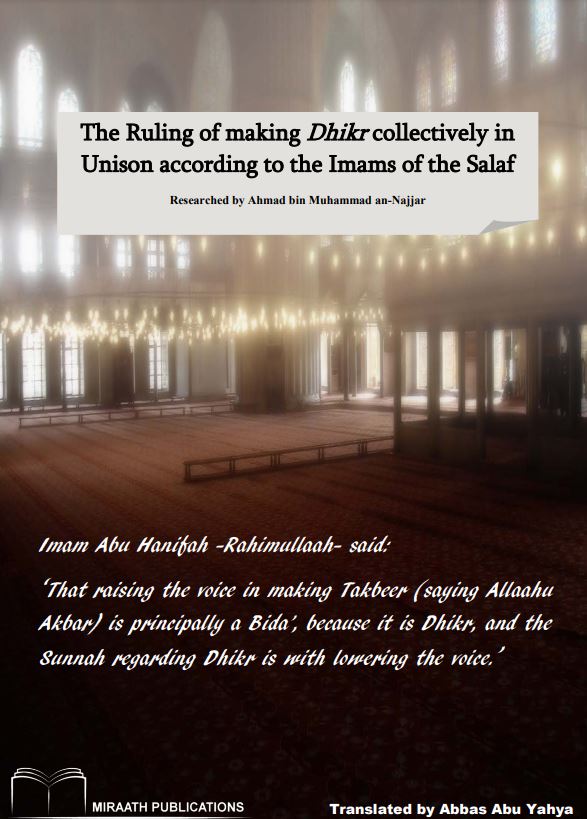 The Ruling of making Dhikr collectively in
Unison according to the Imams of the Salaf
Researched by Ahmad bin Muhammad an-Najjar
Imam Abu Hanifah -Rahimullaah- said:
‘That raising the voice in making Takbeer (saying Allaahu
Akbar) is principally a Bida’, because it is Dhikr, and the
Sunnah regarding Dhikr is with lowering the voice.’
MIRAATH PUBLICATIONS
Translated by Abbas Abu Yahya